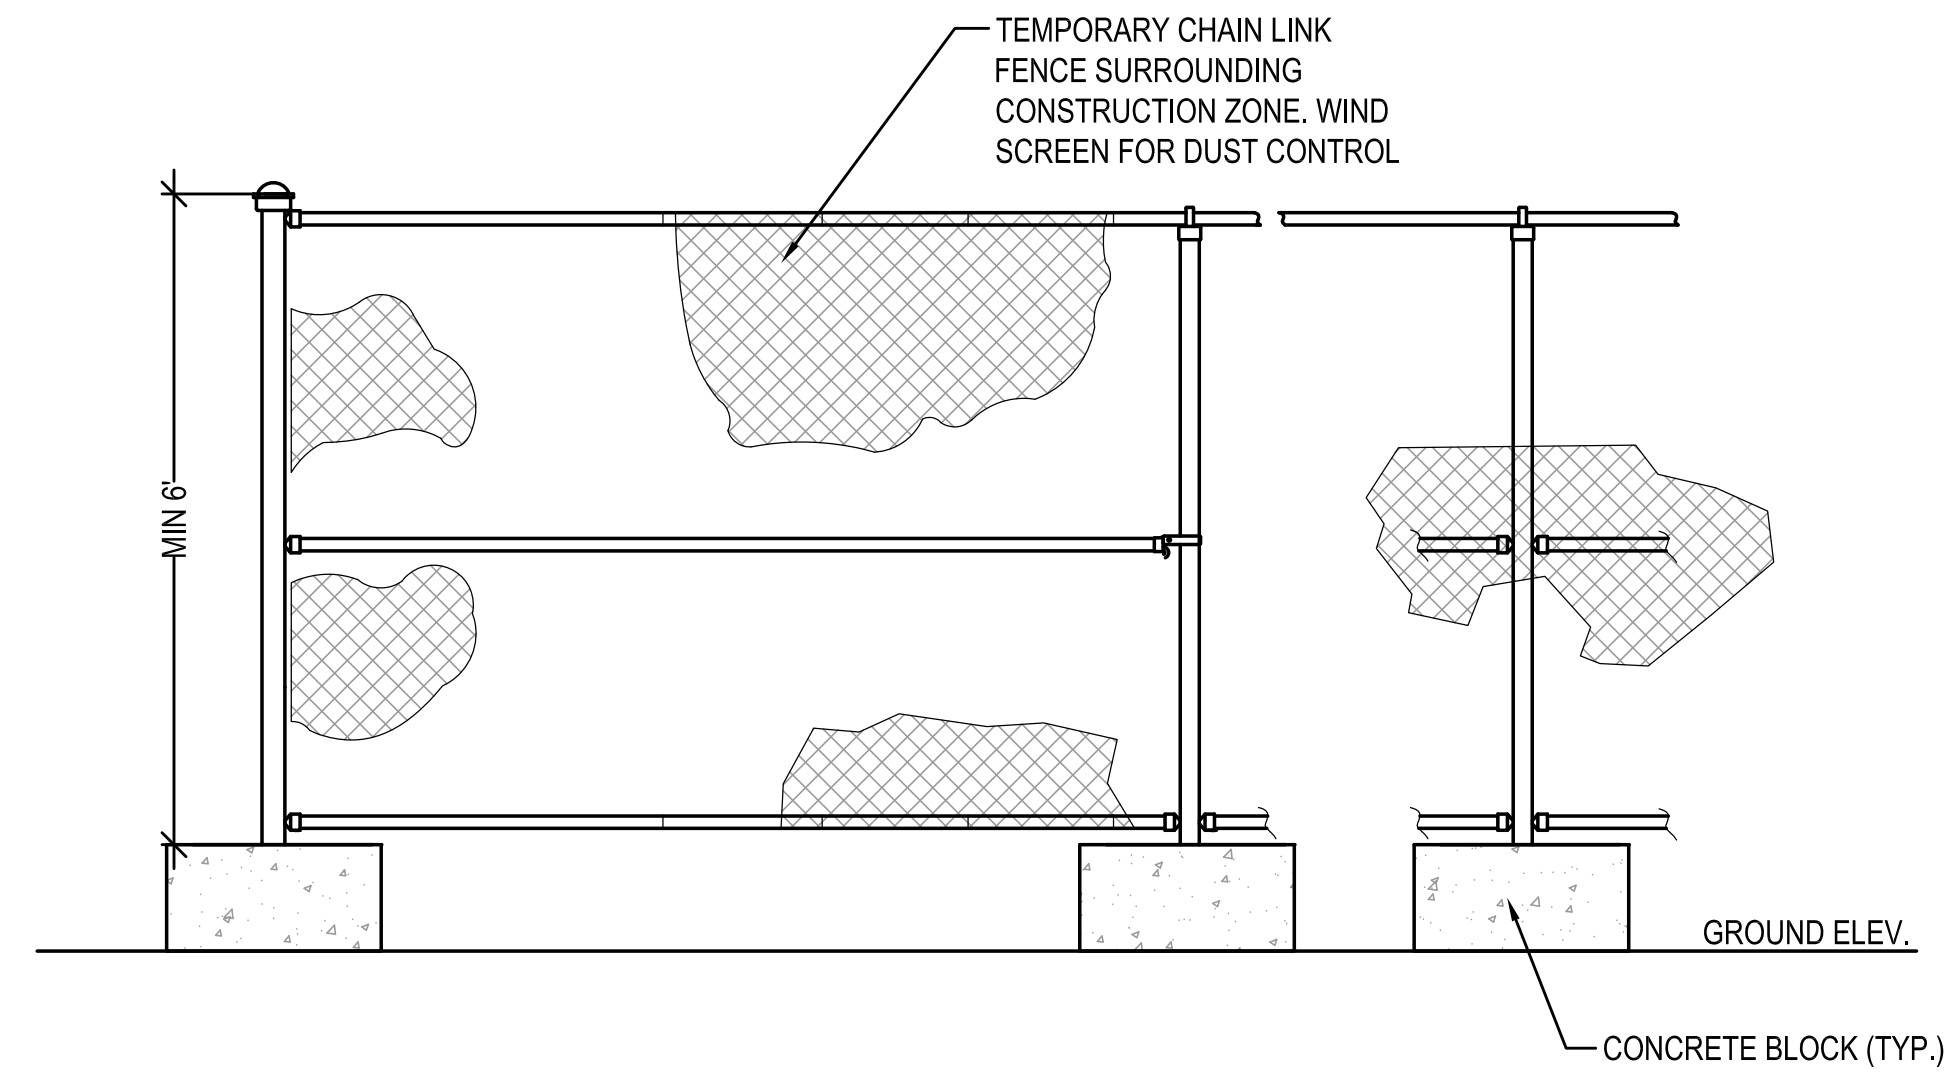 TEMPORARY CHAIN LINK
FENCE SURROUNDING
CONSTRUCTION ZONE. WIND
SCREEN FOR DUST CONTROL
MIN 6'
GROUND ELEV.
CONCRETE BLOCK (TYP.)